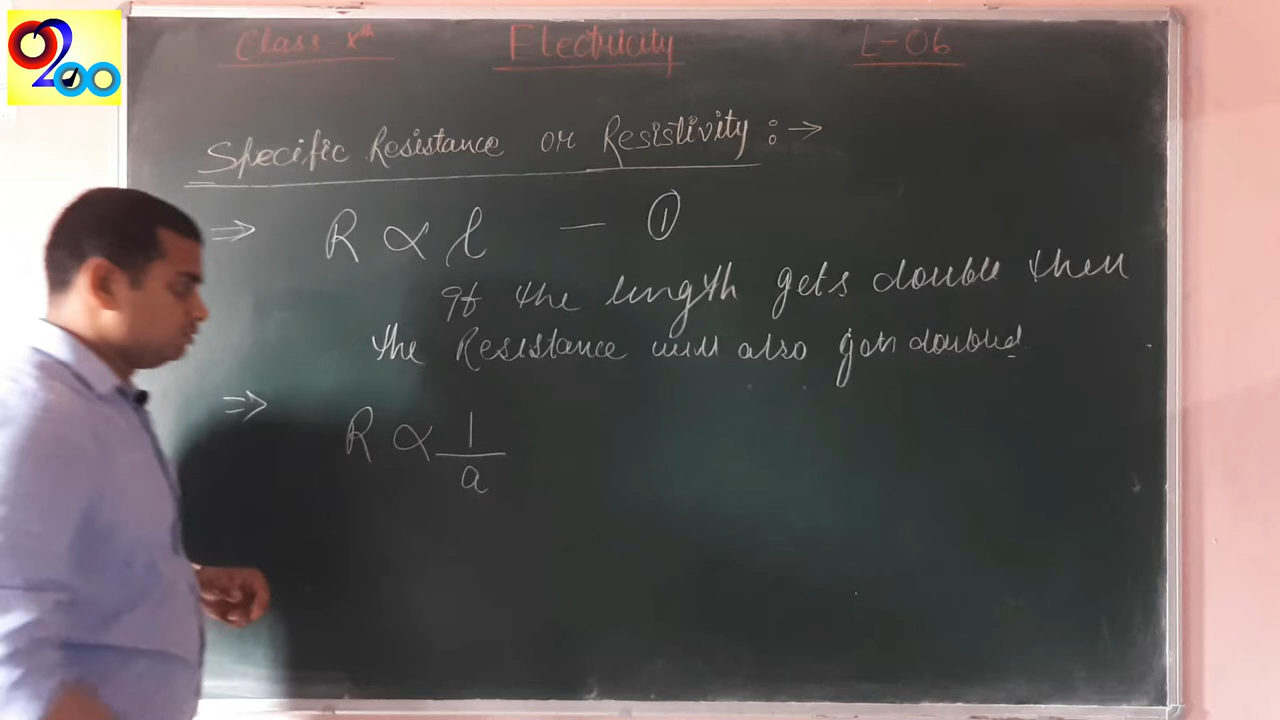 O2OO
Class Xth Electricity L-06
Specific Resistance or Resistivity :→
⇒ R ∝ l — ①
If the length gets double then
the Resistance will also gets doubled
⇒ R ∝ 1/a